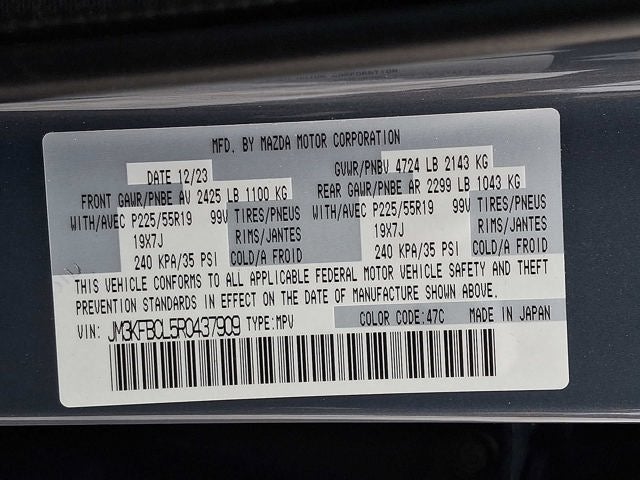 MFD. BY MAZDA MOTOR CORPORATION
DATE 12/23 GVWR/PNBV 4724 LB 2143 KG
FRONT GAWR/PNBE AV 2425 LB 1100 KG REAR GAWR/PNBE AR 2299 LB 1043 KG
WITH/AVEC P225/55R19 99V TIRES/PNEUS WITH/AVEC P225/55R19 99V TIRES/PNEUS
19X7J RIMS/JANTES 19X7J RIMS/JANTES
240 KPA/35 PSI COLD/A FROID 240 KPA/35 PSI COLD/A FROID
THIS VEHICLE CONFORMS TO ALL APPLICABLE FEDERAL MOTOR VEHICLE SAFETY AND THEFT
PREVENTION STANDARDS IN EFFECT ON THE DATE OF MANUFACTURE SHOWN ABOVE.
VIN: JM3KFBCL5R0437909 TYPE:MPV COLOR CODE:47C MADE IN JAPAN